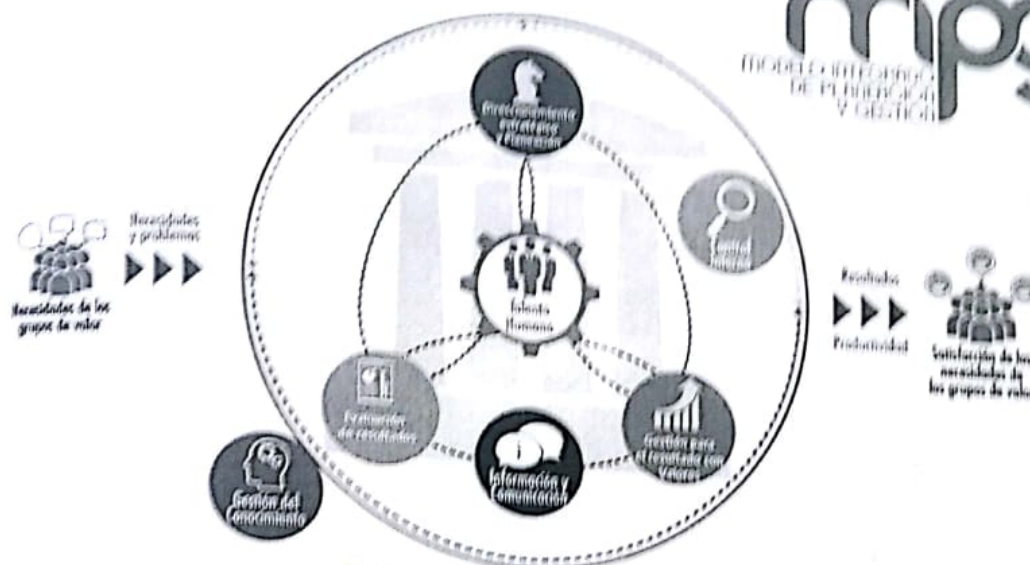 mip
MODELO INTEGRADO
DE PLANEACIÓN
Y GESTIÓN
Direccionamiento
estratégico
y Planeación
Control
Interno
Talento
Humano
Necesidades
y problemas
Necesidades de los
grupos de valor
Resultados
Productividad
Satisfacción de las
necesidades de
los grupos de valor
Evaluación
de resultados
Gestión para
el resultado con
Valores
Información y
Comunicación
Gestión del
Conocimiento